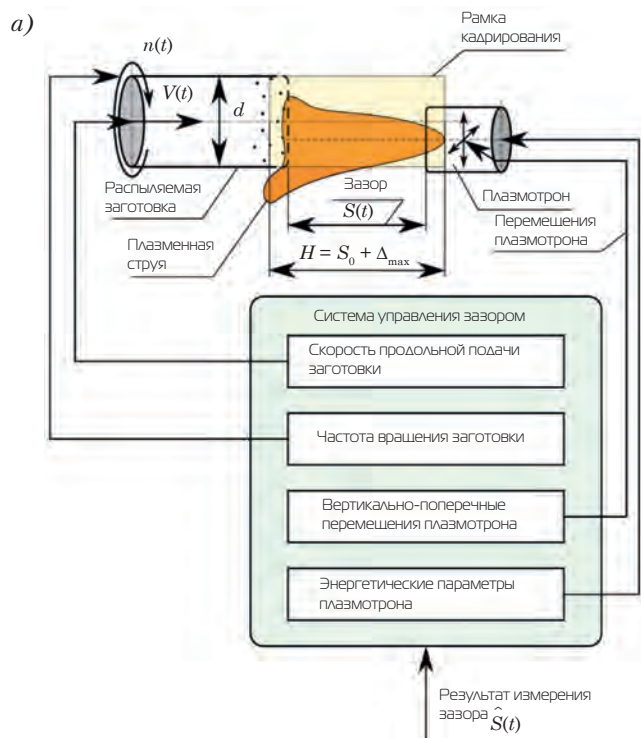 а)
n(t)
V(t)
d
Рамка
кадрирования
Распыляемая
заготовка
Плазменная
струя
Зазор
S(t)
H = S₀ + Δmax
Плазмотрон
Перемещения
плазмотрона
Система управления зазором
Скорость продольной подачи
заготовки
Частота вращения заготовки
Вертикально-поперечные
перемещения плазмотрона
Энергетические параметры
плазмотрона
Результат измерения
зазора Ŝ(t)